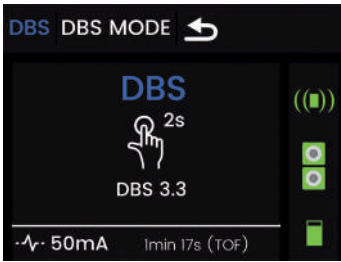 DBS DBS MODE
DBS
2s
DBS 3.3
50mA 1min 17s (TOF)